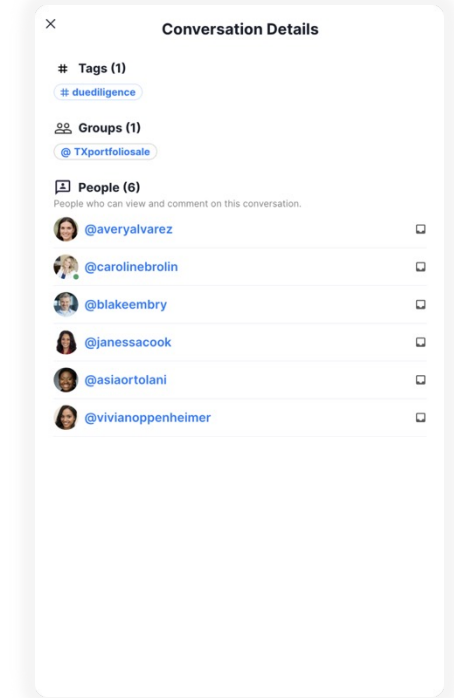 Conversation Details
# Tags (1)
# duediligence
Groups (1)
@ TXportfoliosale
People (6)
People who can view and comment on this conversation.
@averyalvarez
@carolinebrolin
@blakeembry
@janessacook
@asiaortolani
@vivianoppenheimer